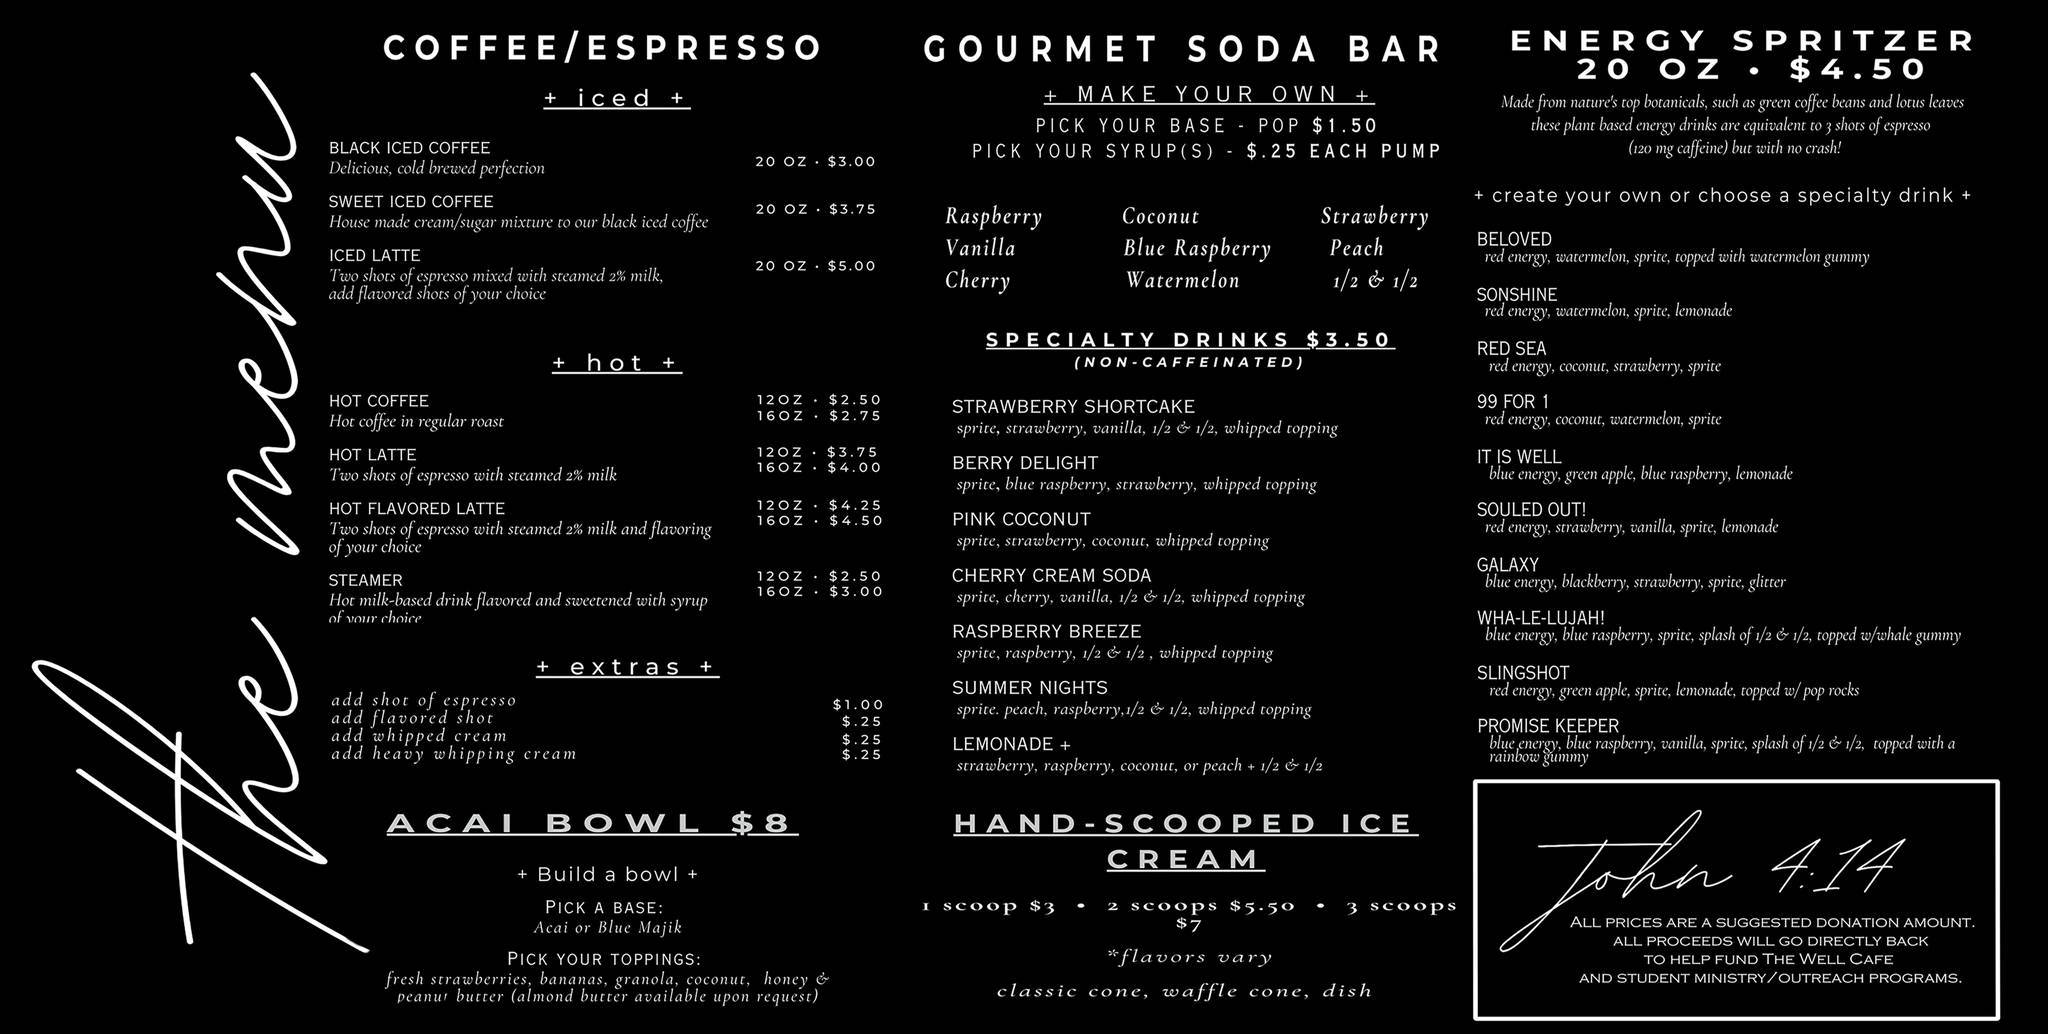 the menu
COFFEE/ESPRESSO
+ iced +
BLACK ICED COFFEE
Delicious, cold brewed perfection
20 OZ · $3.00
SWEET ICED COFFEE
House made cream/sugar mixture to our black iced coffee
20 OZ · $3.75
ICED LATTE
Two shots of espresso mixed with steamed 2% milk,
add flavored shots of your choice
20 OZ · $5.00
+ hot +
HOT COFFEE
Hot coffee in regular roast
12OZ · $2.50
16OZ · $2.75
HOT LATTE
Two shots of espresso with steamed 2% milk
12OZ · $3.75
16OZ · $4.00
HOT FLAVORED LATTE
Two shots of espresso with steamed 2% milk and flavoring
of your choice
12OZ · $4.25
16OZ · $4.50
STEAMER
Hot milk-based drink flavored and sweetened with syrup
of your choice
12OZ · $2.50
16OZ · $3.00
+ extras +
add shot of espresso $1.00
add flavored shot $.25
add whipped cream $.25
add heavy whipping cream $.25
ACAI BOWL $8
+ Build a bowl +
PICK A BASE:
Acai or Blue Majik
PICK YOUR TOPPINGS:
fresh strawberries, bananas, granola, coconut, honey &
peanut butter (almond butter available upon request)
GOURMET SODA BAR
+ MAKE YOUR OWN +
PICK YOUR BASE - POP $1.50
PICK YOUR SYRUP(S) - $.25 EACH PUMP
Raspberry Coconut Strawberry
Vanilla Blue Raspberry Peach
Cherry Watermelon 1/2 & 1/2
SPECIALTY DRINKS $3.50
(NON-CAFFEINATED)
STRAWBERRY SHORTCAKE
sprite, strawberry, vanilla, 1/2 & 1/2, whipped topping
BERRY DELIGHT
sprite, blue raspberry, strawberry, whipped topping
PINK COCONUT
sprite, strawberry, coconut, whipped topping
CHERRY CREAM SODA
sprite, cherry, vanilla, 1/2 & 1/2, whipped topping
RASPBERRY BREEZE
sprite, raspberry, 1/2 & 1/2 , whipped topping
SUMMER NIGHTS
sprite. peach, raspberry,1/2 & 1/2, whipped topping
LEMONADE +
strawberry, raspberry, coconut, or peach + 1/2 & 1/2
HAND-SCOOPED ICE
CREAM
1 scoop $3 • 2 scoops $5.50 • 3 scoops
$7
*flavors vary
classic cone, waffle cone, dish
ENERGY SPRITZER
20 OZ • $4.50
Made from nature's top botanicals, such as green coffee beans and lotus leaves
these plant based energy drinks are equivalent to 3 shots of espresso
(120 mg caffeine) but with no crash!
+ create your own or choose a specialty drink +
BELOVED
red energy, watermelon, sprite, topped with watermelon gummy
SONSHINE
red energy, watermelon, sprite, lemonade
RED SEA
red energy, coconut, strawberry, sprite
99 FOR 1
red energy, coconut, watermelon, sprite
IT IS WELL
blue energy, green apple, blue raspberry, lemonade
SOULED OUT!
red energy, strawberry, vanilla, sprite, lemonade
GALAXY
blue energy, blackberry, strawberry, sprite, glitter
WHA-LE-LUJAH!
blue energy, blue raspberry, sprite, splash of 1/2 & 1/2, topped w/whale gummy
SLINGSHOT
red energy, green apple, sprite, lemonade, topped w/ pop rocks
PROMISE KEEPER
blue energy, blue raspberry, vanilla, sprite, splash of 1/2 & 1/2, topped with a
rainbow gummy
John 4:14
ALL PRICES ARE A SUGGESTED DONATION AMOUNT.
ALL PROCEEDS WILL GO DIRECTLY BACK
TO HELP FUND THE WELL CAFE
AND STUDENT MINISTRY/OUTREACH PROGRAMS.